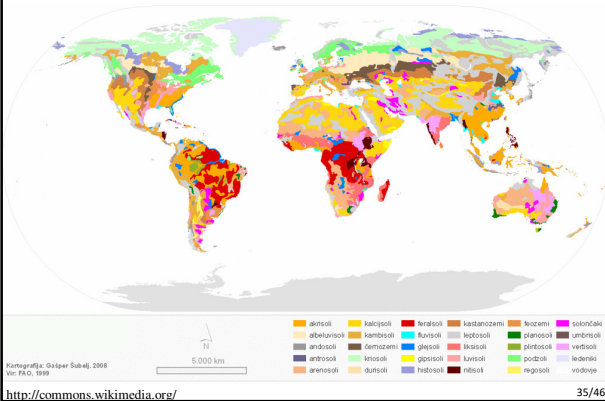 akrisoli kalcijsoli feralsoli kastanozemi feozemi solončaki
albeluvisoli kambisoli fluvisoli leptosoli planosoli umbrisoli
andosoli černozemi glejsoli liksisoli plintosoli vertisoli
antrosoli kriosoli gipsisoli luvisoli podzoli ledeniki
arenosoli durisoli histosoli nitisoli regosoli vodovje
N
5.000 km
Kartografija: Gašper Šubelj, 2008
Vir: FAO, 1999
http://commons.wikimedia.org/
35/46